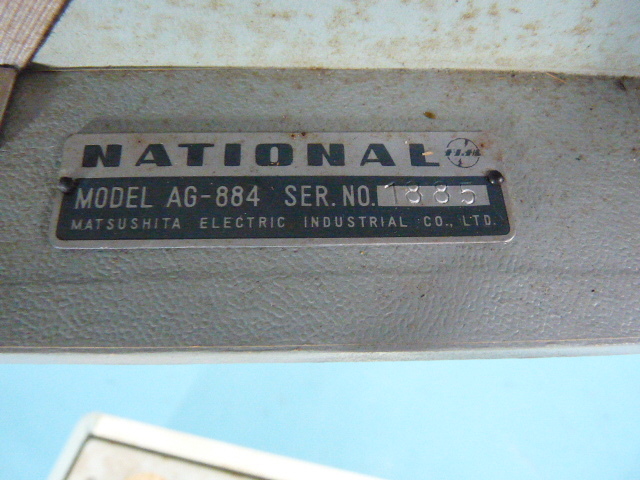 NATIONAL
MODEL AG-884 SER. NO. 1885
MATSUSHITA ELECTRIC INDUSTRIAL CO., LTD.